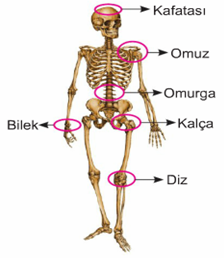 Kafatası
Omuz
Omurga
Bilek
Kalça
Diz